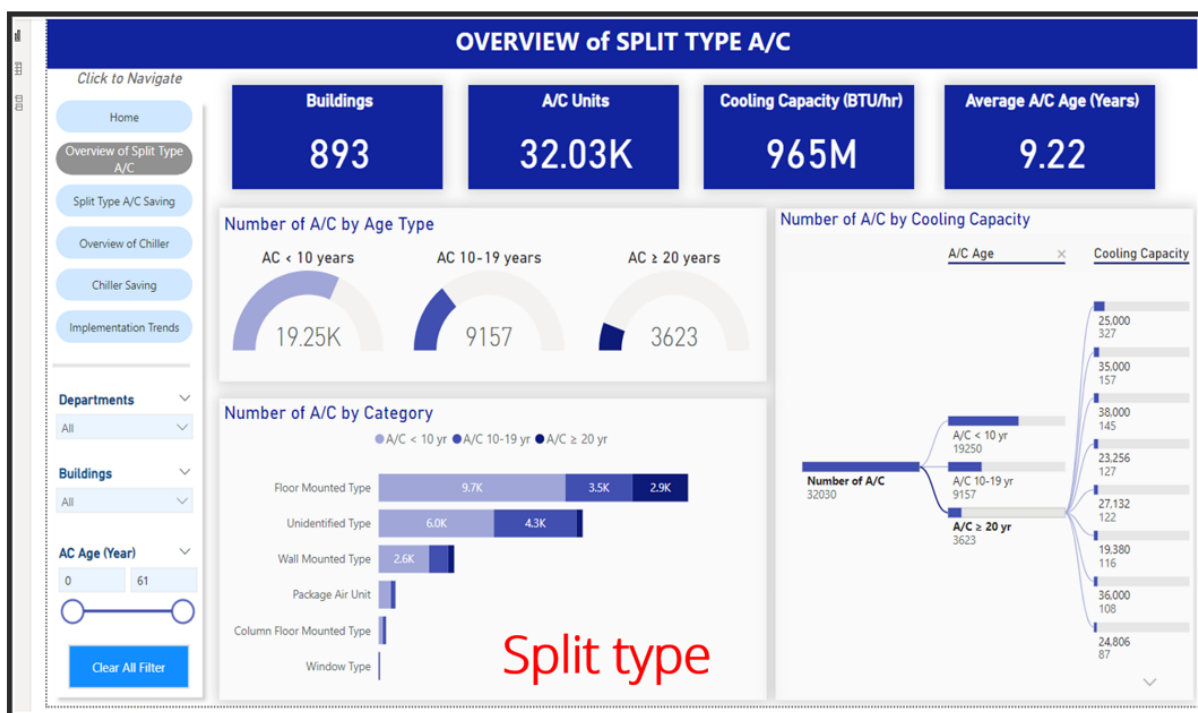 OVERVIEW of SPLIT TYPE A/C
Click to Navigate
Home
Overview of Split Type
A/C
Split Type A/C Saving
Overview of Chiller
Chiller Saving
Implementation Trends
Departments
All
Buildings
All
AC Age (Year)
0 61
Clear All Filter
Buildings
893
A/C Units
32.03K
Cooling Capacity (BTU/hr)
965M
Average A/C Age (Years)
9.22
Number of A/C by Age Type
AC < 10 years
19.25K
AC 10-19 years
9157
AC ≥ 20 years
3623
Number of A/C by Category
A/C < 10 yr A/C 10-19 yr A/C ≥ 20 yr
Floor Mounted Type 9.7K 3.5K 2.9K
Unidentified Type 6.0K 4.3K
Wall Mounted Type 2.6K
Package Air Unit
Column Floor Mounted Type
Window Type
Split type
Number of A/C by Cooling Capacity
A/C Age
Cooling Capacity
Number of A/C
32030
A/C < 10 yr
19250
A/C 10-19 yr
9157
A/C ≥ 20 yr
3623
25,000
327
35,000
157
38,000
145
23,256
127
27,132
122
19,380
116
36,000
108
24,806
87